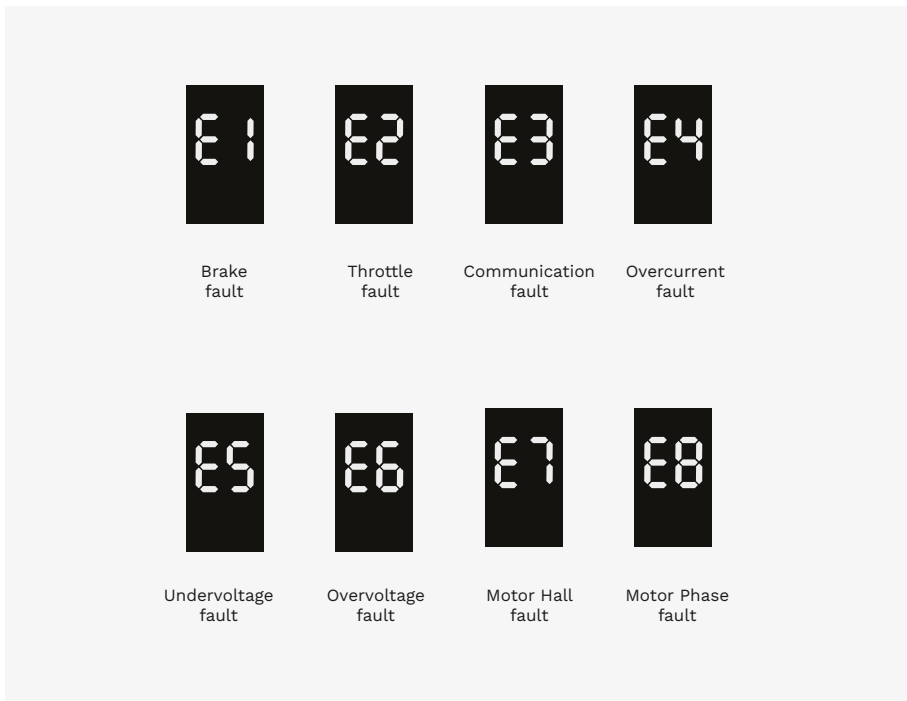 E1 E2 E3 E4
Brake Throttle Communication Overcurrent
fault fault fault fault
E5 E6 E7 E8
Undervoltage Overvoltage Motor Hall Motor Phase
fault fault fault fault